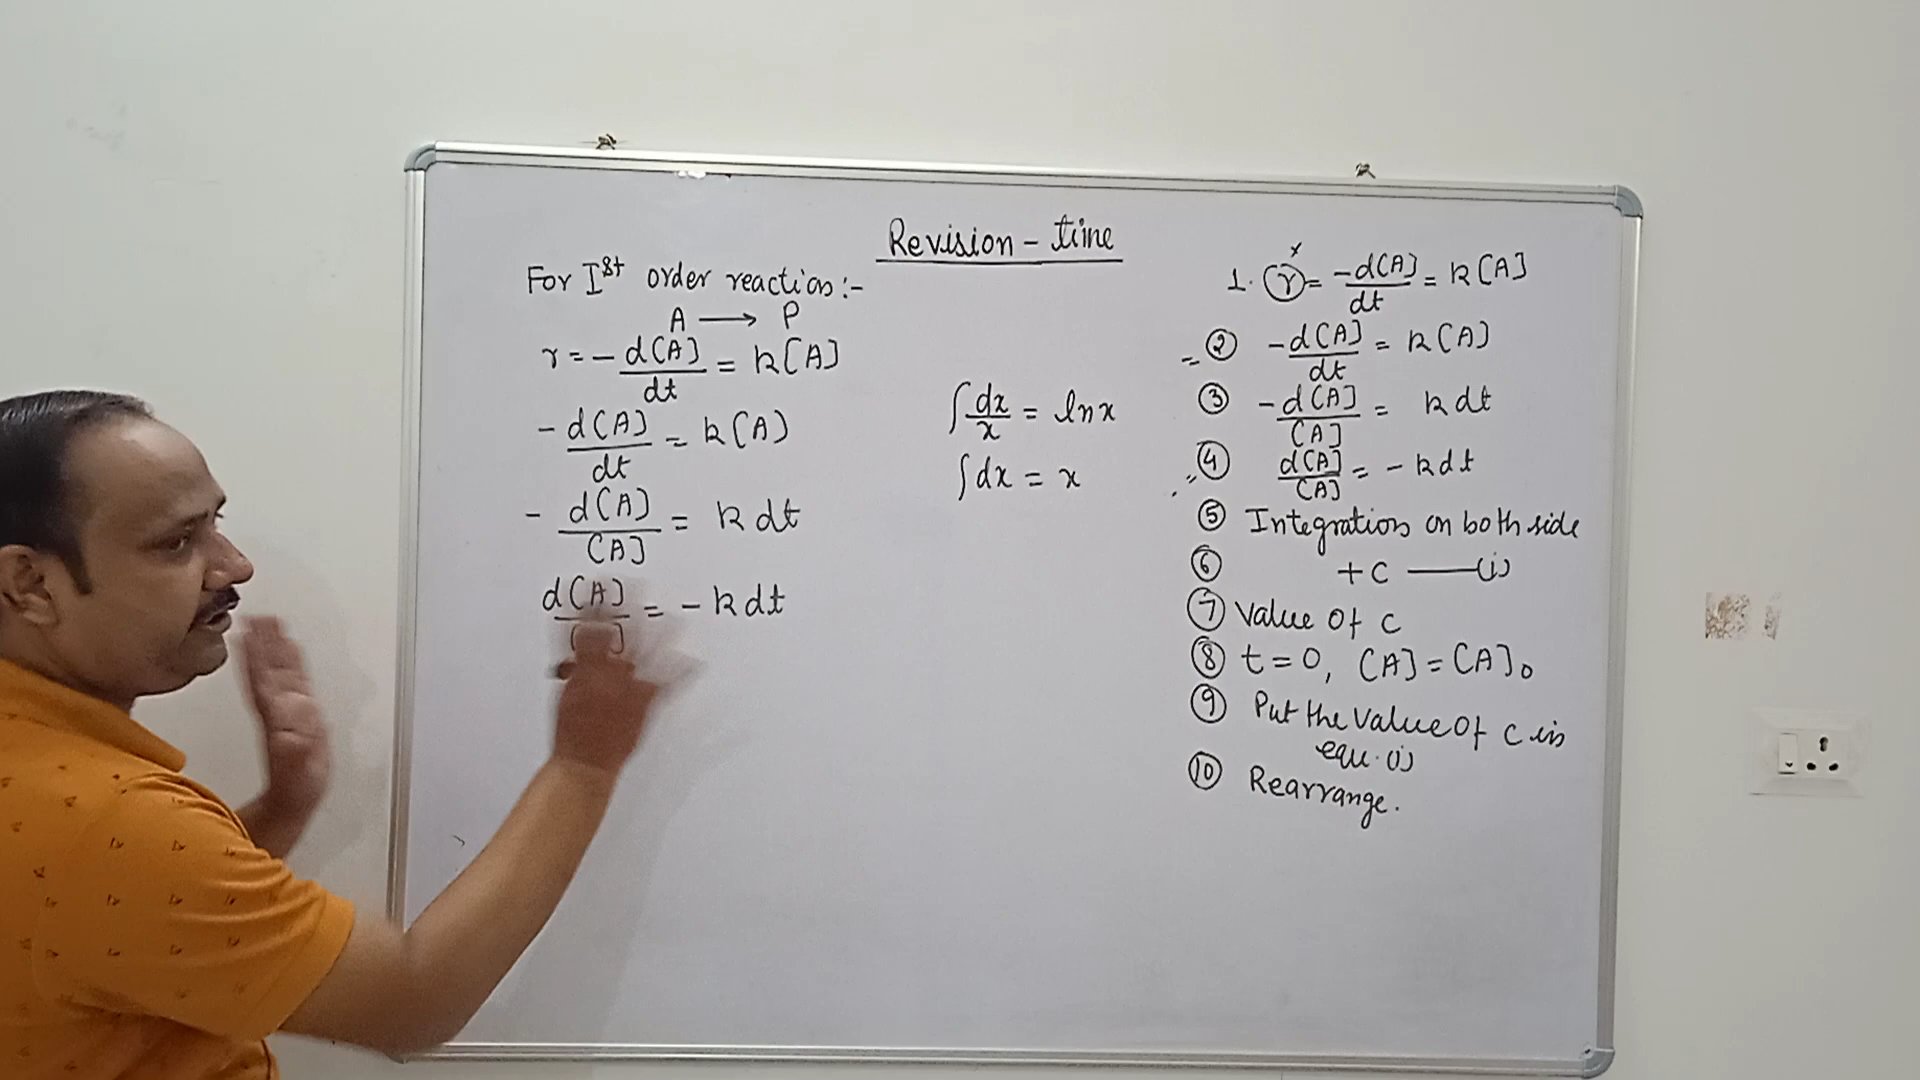 Revision - time
For Ist order reaction :-
A ⟶ P
r = - d[A]/dt = k[A]
- d[A]/dt = k[A]
- d[A]/[A] = k dt
d[A]/[A] = - k dt
∫ dx/x = ln x
∫ dx = x
1. r = -d[A]/dt = k[A]
② -d[A]/dt = k[A]
③ -d[A]/[A] = k dt
④ d[A]/[A] = - k dt
⑤ Integration on both side
⑥ + C ——(i)
⑦ Value of C
⑧ t = 0, [A] = [A]₀
⑨ Put the value of C in
equ. (i)
⑩ Rearrange.